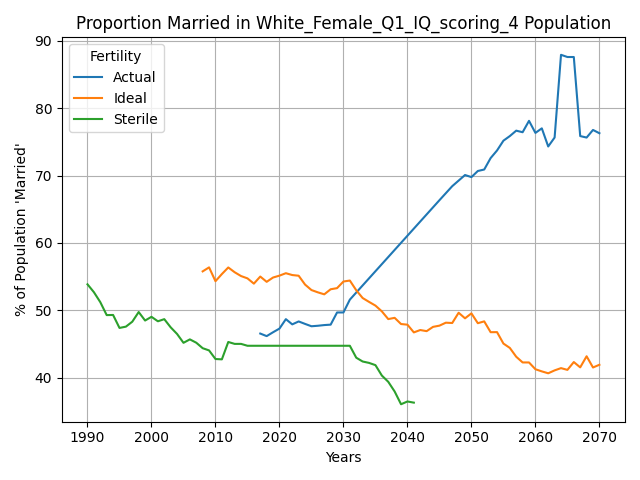 Proportion Married in White_Female_Q1_IQ_scoring_4 Population
% of Population 'Married'
90
80
70
60
50
40
Fertility
Actual
Ideal
Sterile
1990 2000 2010 2020 2030 2040 2050 2060 2070
Years